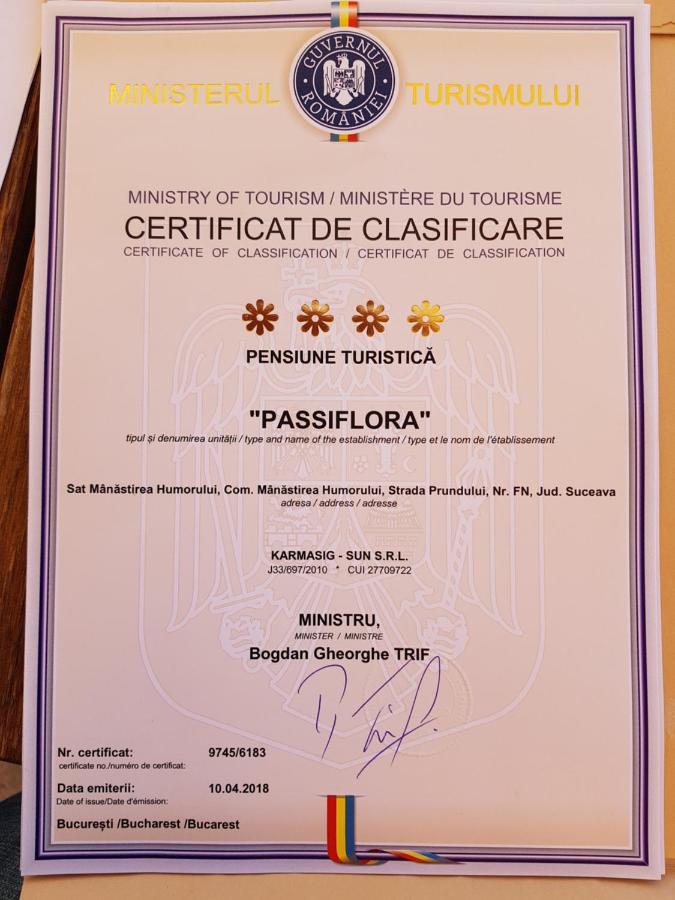 GUVERNUL
ROMÂNIEI
MINISTERUL TURISMULUI
MINISTRY OF TOURISM / MINISTÈRE DU TOURISME
CERTIFICAT DE CLASIFICARE
CERTIFICATE OF CLASSIFICATION / CERTIFICAT DE CLASSIFICATION
PENSIUNE TURISTICĂ
"PASSIFLORA"
tipul și denumirea unității / type and name of the establishment / type et le nom de l'établissement
Sat Mânăstirea Humorului, Com. Mânăstirea Humorului, Strada Prundului, Nr. FN, Jud. Suceava
adresa / address / adresse
KARMASIG - SUN S.R.L.
J33/697/2010 * CUI 27709722
MINISTRU,
MINISTER / MINISTRE
Bogdan Gheorghe TRIF
Nr. certificat: 9745/6183
certificate no./numéro de certificat:
Data emiterii: 10.04.2018
Date of issue/Date d'émission:
București /Bucharest /Bucarest